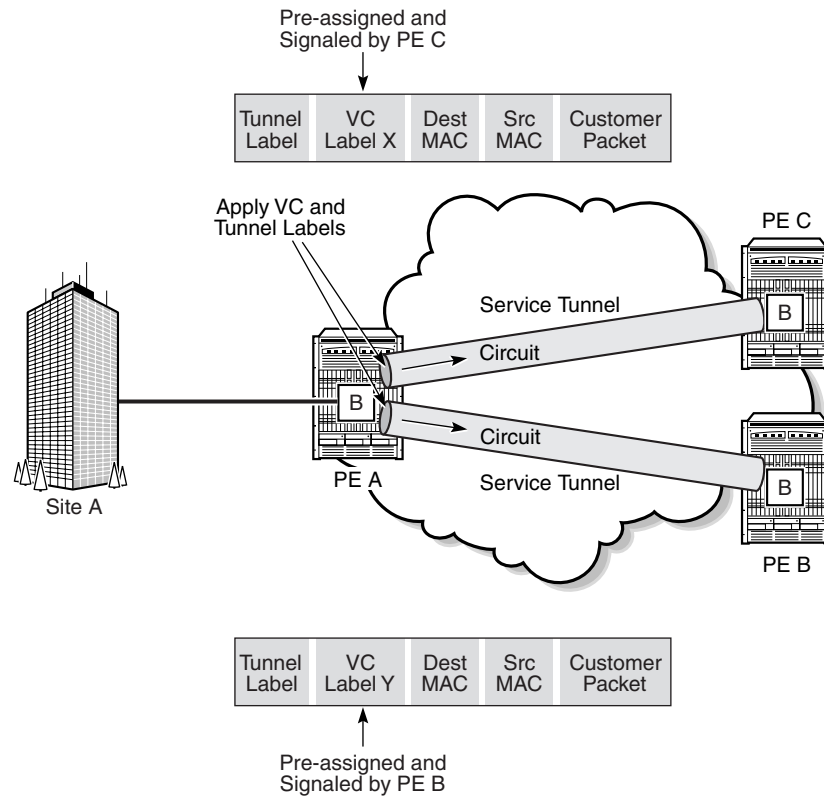 Pre-assigned and
Signaled by PE C
Tunnel
Label
VC
Label X
Dest
MAC
Src
MAC
Customer
Packet
Apply VC and
Tunnel Labels
PE C
B
Service Tunnel
Circuit
B
Circuit
Service Tunnel
B
Site A
PE A
PE B
Tunnel
Label
VC
Label Y
Dest
MAC
Src
MAC
Customer
Packet
Pre-assigned and
Signaled by PE B